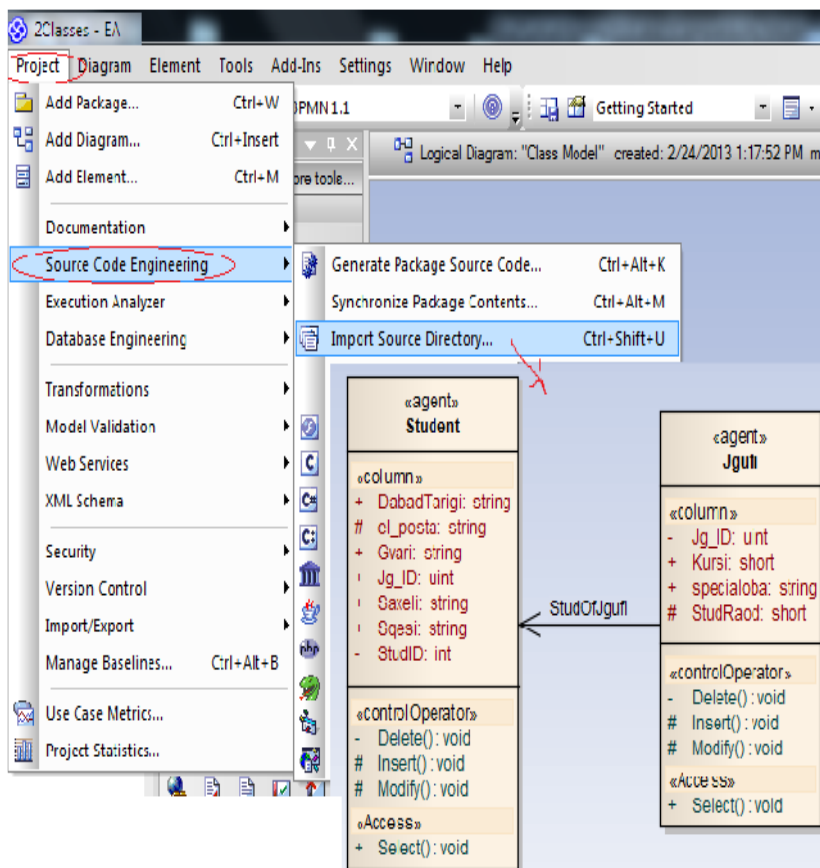 2Classes - EA
Project Diagram Element Tools Add-Ins Settings Window Help
Add Package... Ctrl+W
BPMN 1.1 Getting Started
Add Diagram... Ctrl+Insert
Logical Diagram: "Class Model" created: 2/24/2013 1:17:52 PM m
Add Element... Ctrl+M
ore tools...
Documentation
Source Code Engineering
Execution Analyzer
Database Engineering
Transformations
Model Validation
Web Services
XML Schema
Security
Version Control
Import/Export
Manage Baselines... Ctrl+Alt+B
Use Case Metrics...
Project Statistics...
Generate Package Source Code... Ctrl+Alt+K
Synchronize Package Contents... Ctrl+Alt+M
Import Source Directory... Ctrl+Shift+U
C
C#
C:
php
«agent»
Student
«column»
+ DabadTarigi: string
# el_posta: string
+ Gvari: string
Jg_ID: uint
Saxeli: string
Sqesi: string
- StudID: int
«controlOperator»
- Delete() : void
# Insert() : void
# Modify() : void
«Access»
+ Select() : void
StudOfJgufi
«agent»
Jgufi
«column»
- Jg_ID: uint
+ Kursi: short
+ specialoba: string
# StudRaod: short
«controlOperator»
- Delete() : void
# Insert() : void
# Modify() : void
«Access»
+ Select() : void